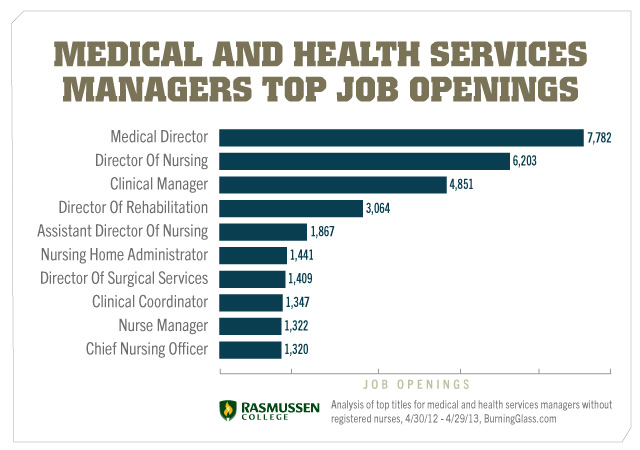 MEDICAL AND HEALTH SERVICES
MANAGERS TOP JOB OPENINGS
Medical Director 7,782
Director Of Nursing 6,203
Clinical Manager 4,851
Director Of Rehabilitation 3,064
Assistant Director Of Nursing 1,867
Nursing Home Administrator 1,441
Director Of Surgical Services 1,409
Clinical Coordinator 1,347
Nurse Manager 1,322
Chief Nursing Officer 1,320
JOB OPENINGS
RASMUSSEN
COLLEGE
Analysis of top titles for medical and health services managers without
registered nurses, 4/30/12 - 4/29/13, BurningGlass.com